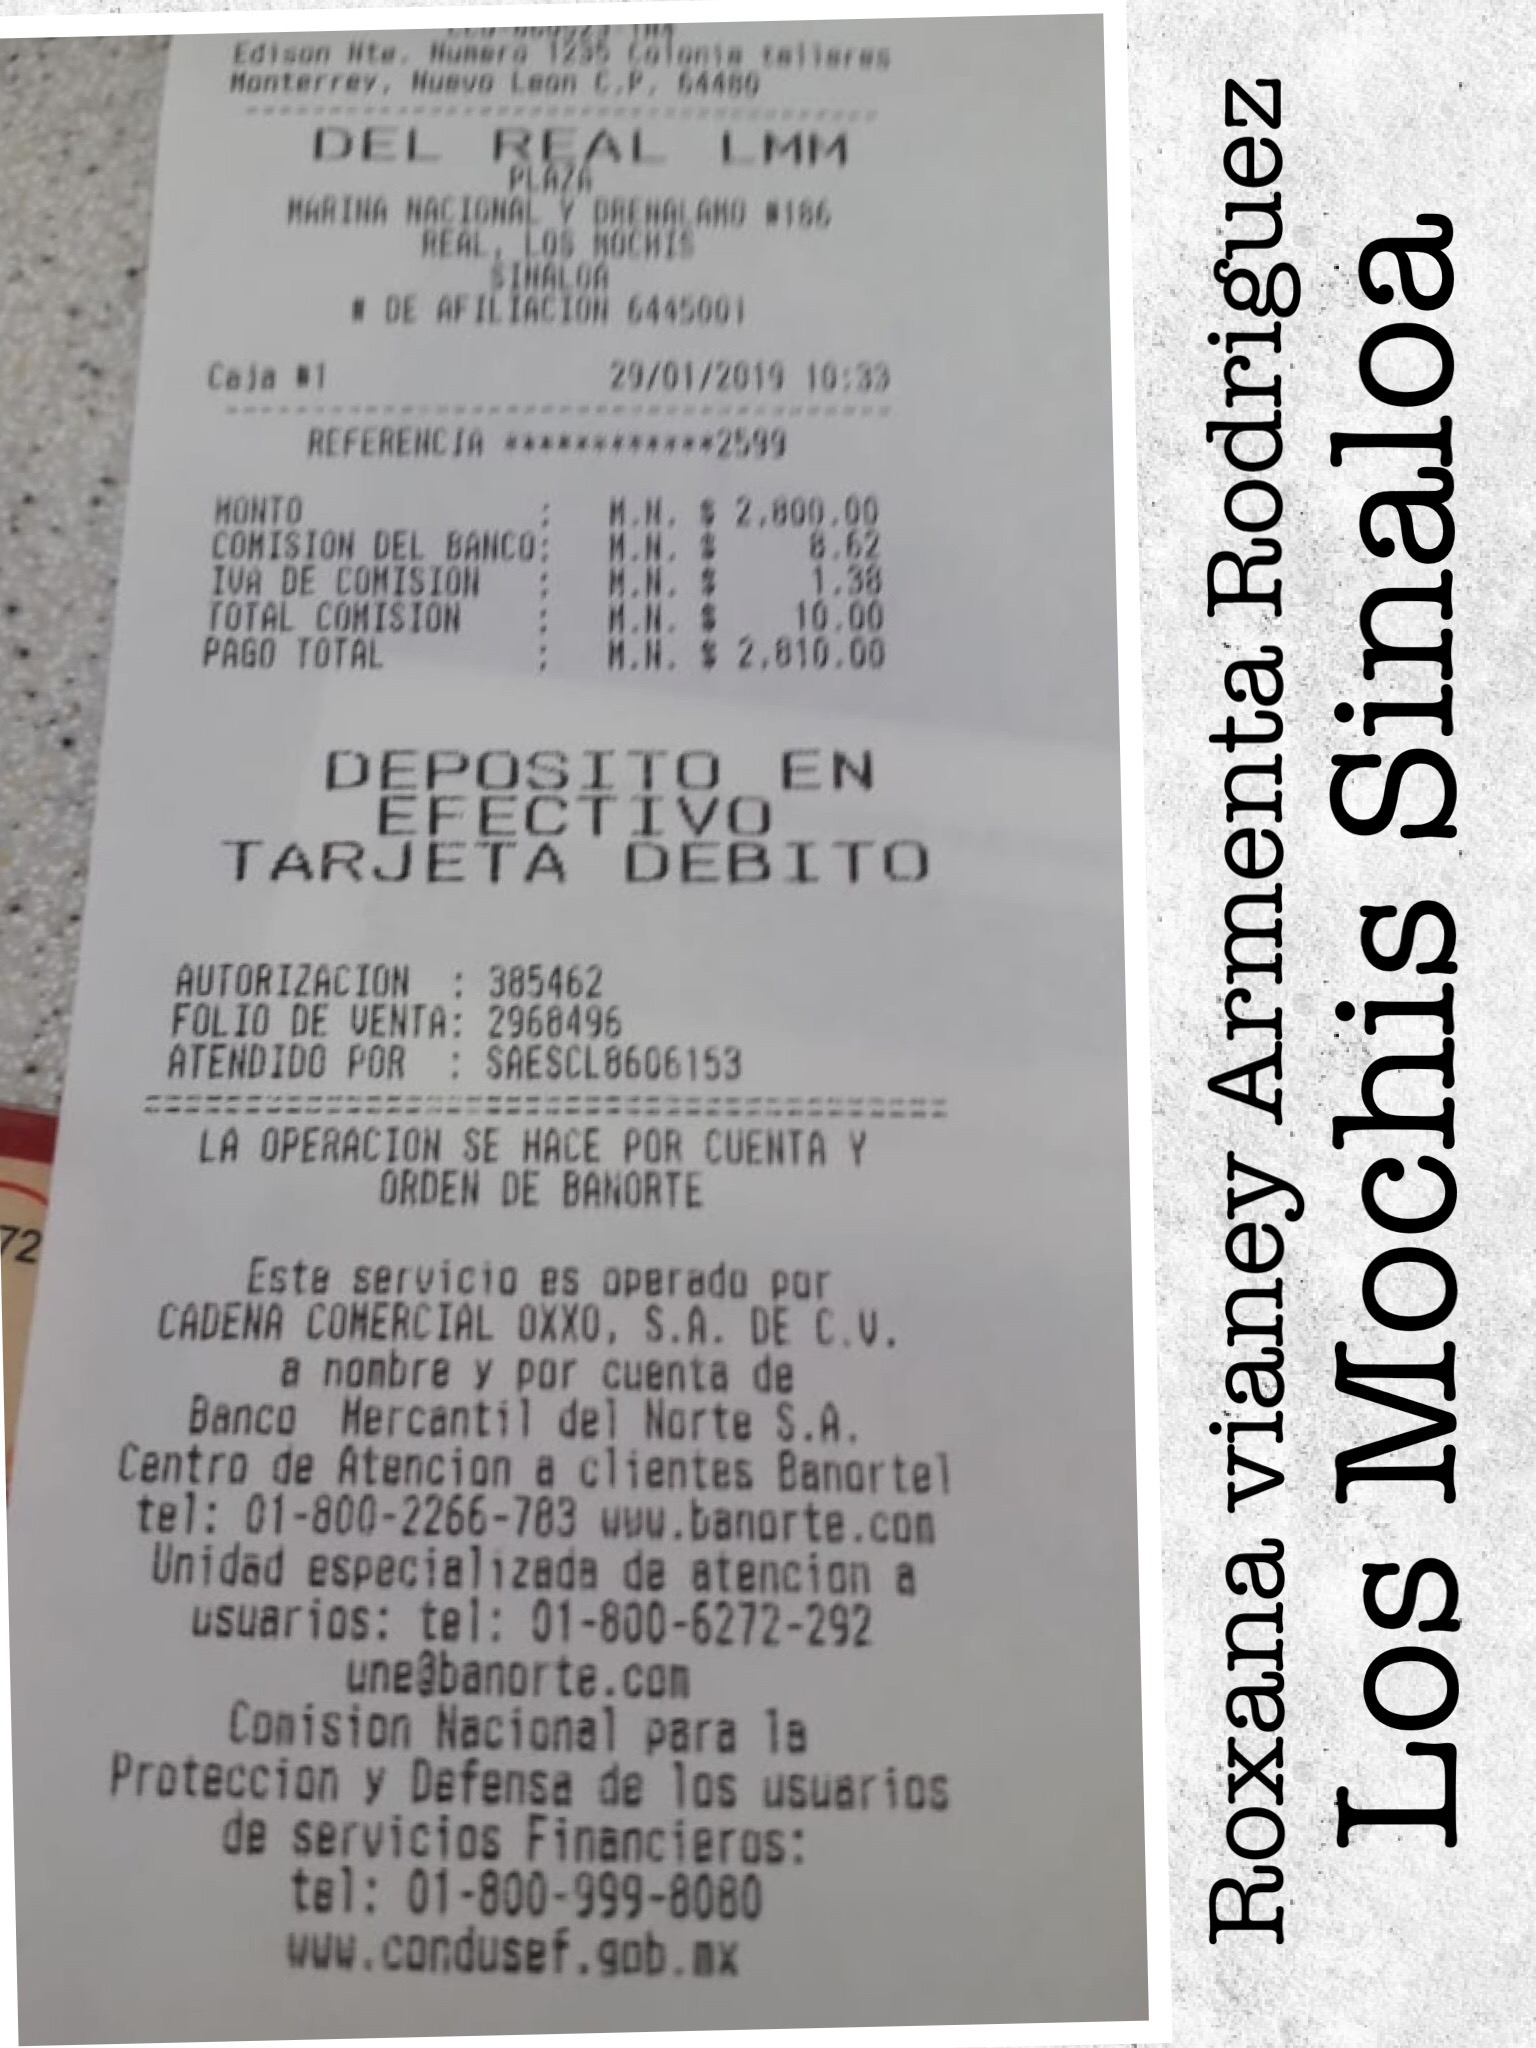 Edison Nte. Numero 1235 Colonia talleres
Monterrey, Nuevo Leon C.P. 64480
DEL REAL LMM
PLAZA
MARINA NACIONAL Y DRENALAMO #186
REAL, LOS MOCHIS
SINALOA
# DE AFILIACION 6445001
Caja #1 29/01/2019 10:33
REFERENCIA ************2599
MONTO : M.N. $ 2,800.00
COMISION DEL BANCO: M.N. $ 8.62
IVA DE COMISION : M.N. $ 1.38
TOTAL COMISION : M.N. $ 10.00
PAGO TOTAL : M.N. $ 2,810.00
DEPOSITO EN
EFECTIVO
TARJETA DEBITO
AUTORIZACION : 385462
FOLIO DE VENTA: 2968496
ATENDIDO POR : SAESCL8606153
LA OPERACION SE HACE POR CUENTA Y
ORDEN DE BANORTE
Este servicio es operado por
CADENA COMERCIAL OXXO, S.A. DE C.V.
a nombre y por cuenta de
Banco Mercantil del Norte S.A.
Centro de Atencion a clientes Banortel
tel: 01-800-2266-783 www.banorte.com
Unidad especializada de atencion a
usuarios: tel: 01-800-6272-292
une@banorte.com
Comision Nacional para la
Proteccion y Defensa de los usuarios
de servicios Financieros:
tel: 01-800-999-8080
www.condusef.gob.mx
72
Roxana vianey Armenta Rodriguez
Los Mochis Sinaloa